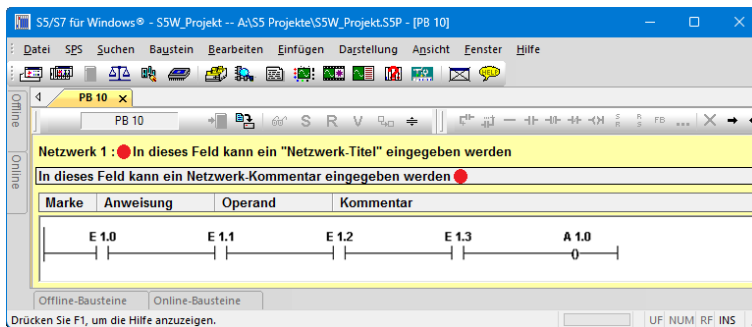 S5/S7 für Windows® - S5W_Projekt -- A:\S5 Projekte\S5W_Projekt.S5P - [PB 10]
Datei SPS Suchen Baustein Bearbeiten Einfügen Darstellung Ansicht Fenster Hilfe
HELP
Offline
Online
PB 10 x
PB 10 S R V FB ...
Netzwerk 1 : In dieses Feld kann ein "Netzwerk-Titel" eingegeben werden
In dieses Feld kann ein Netzwerk-Kommentar eingegeben werden
Marke Anweisung Operand Kommentar
E 1.0 E 1.1 E 1.2 E 1.3 A 1.0
Offline-Bausteine Online-Bausteine
Drücken Sie F1, um die Hilfe anzuzeigen. UF NUM RF INS